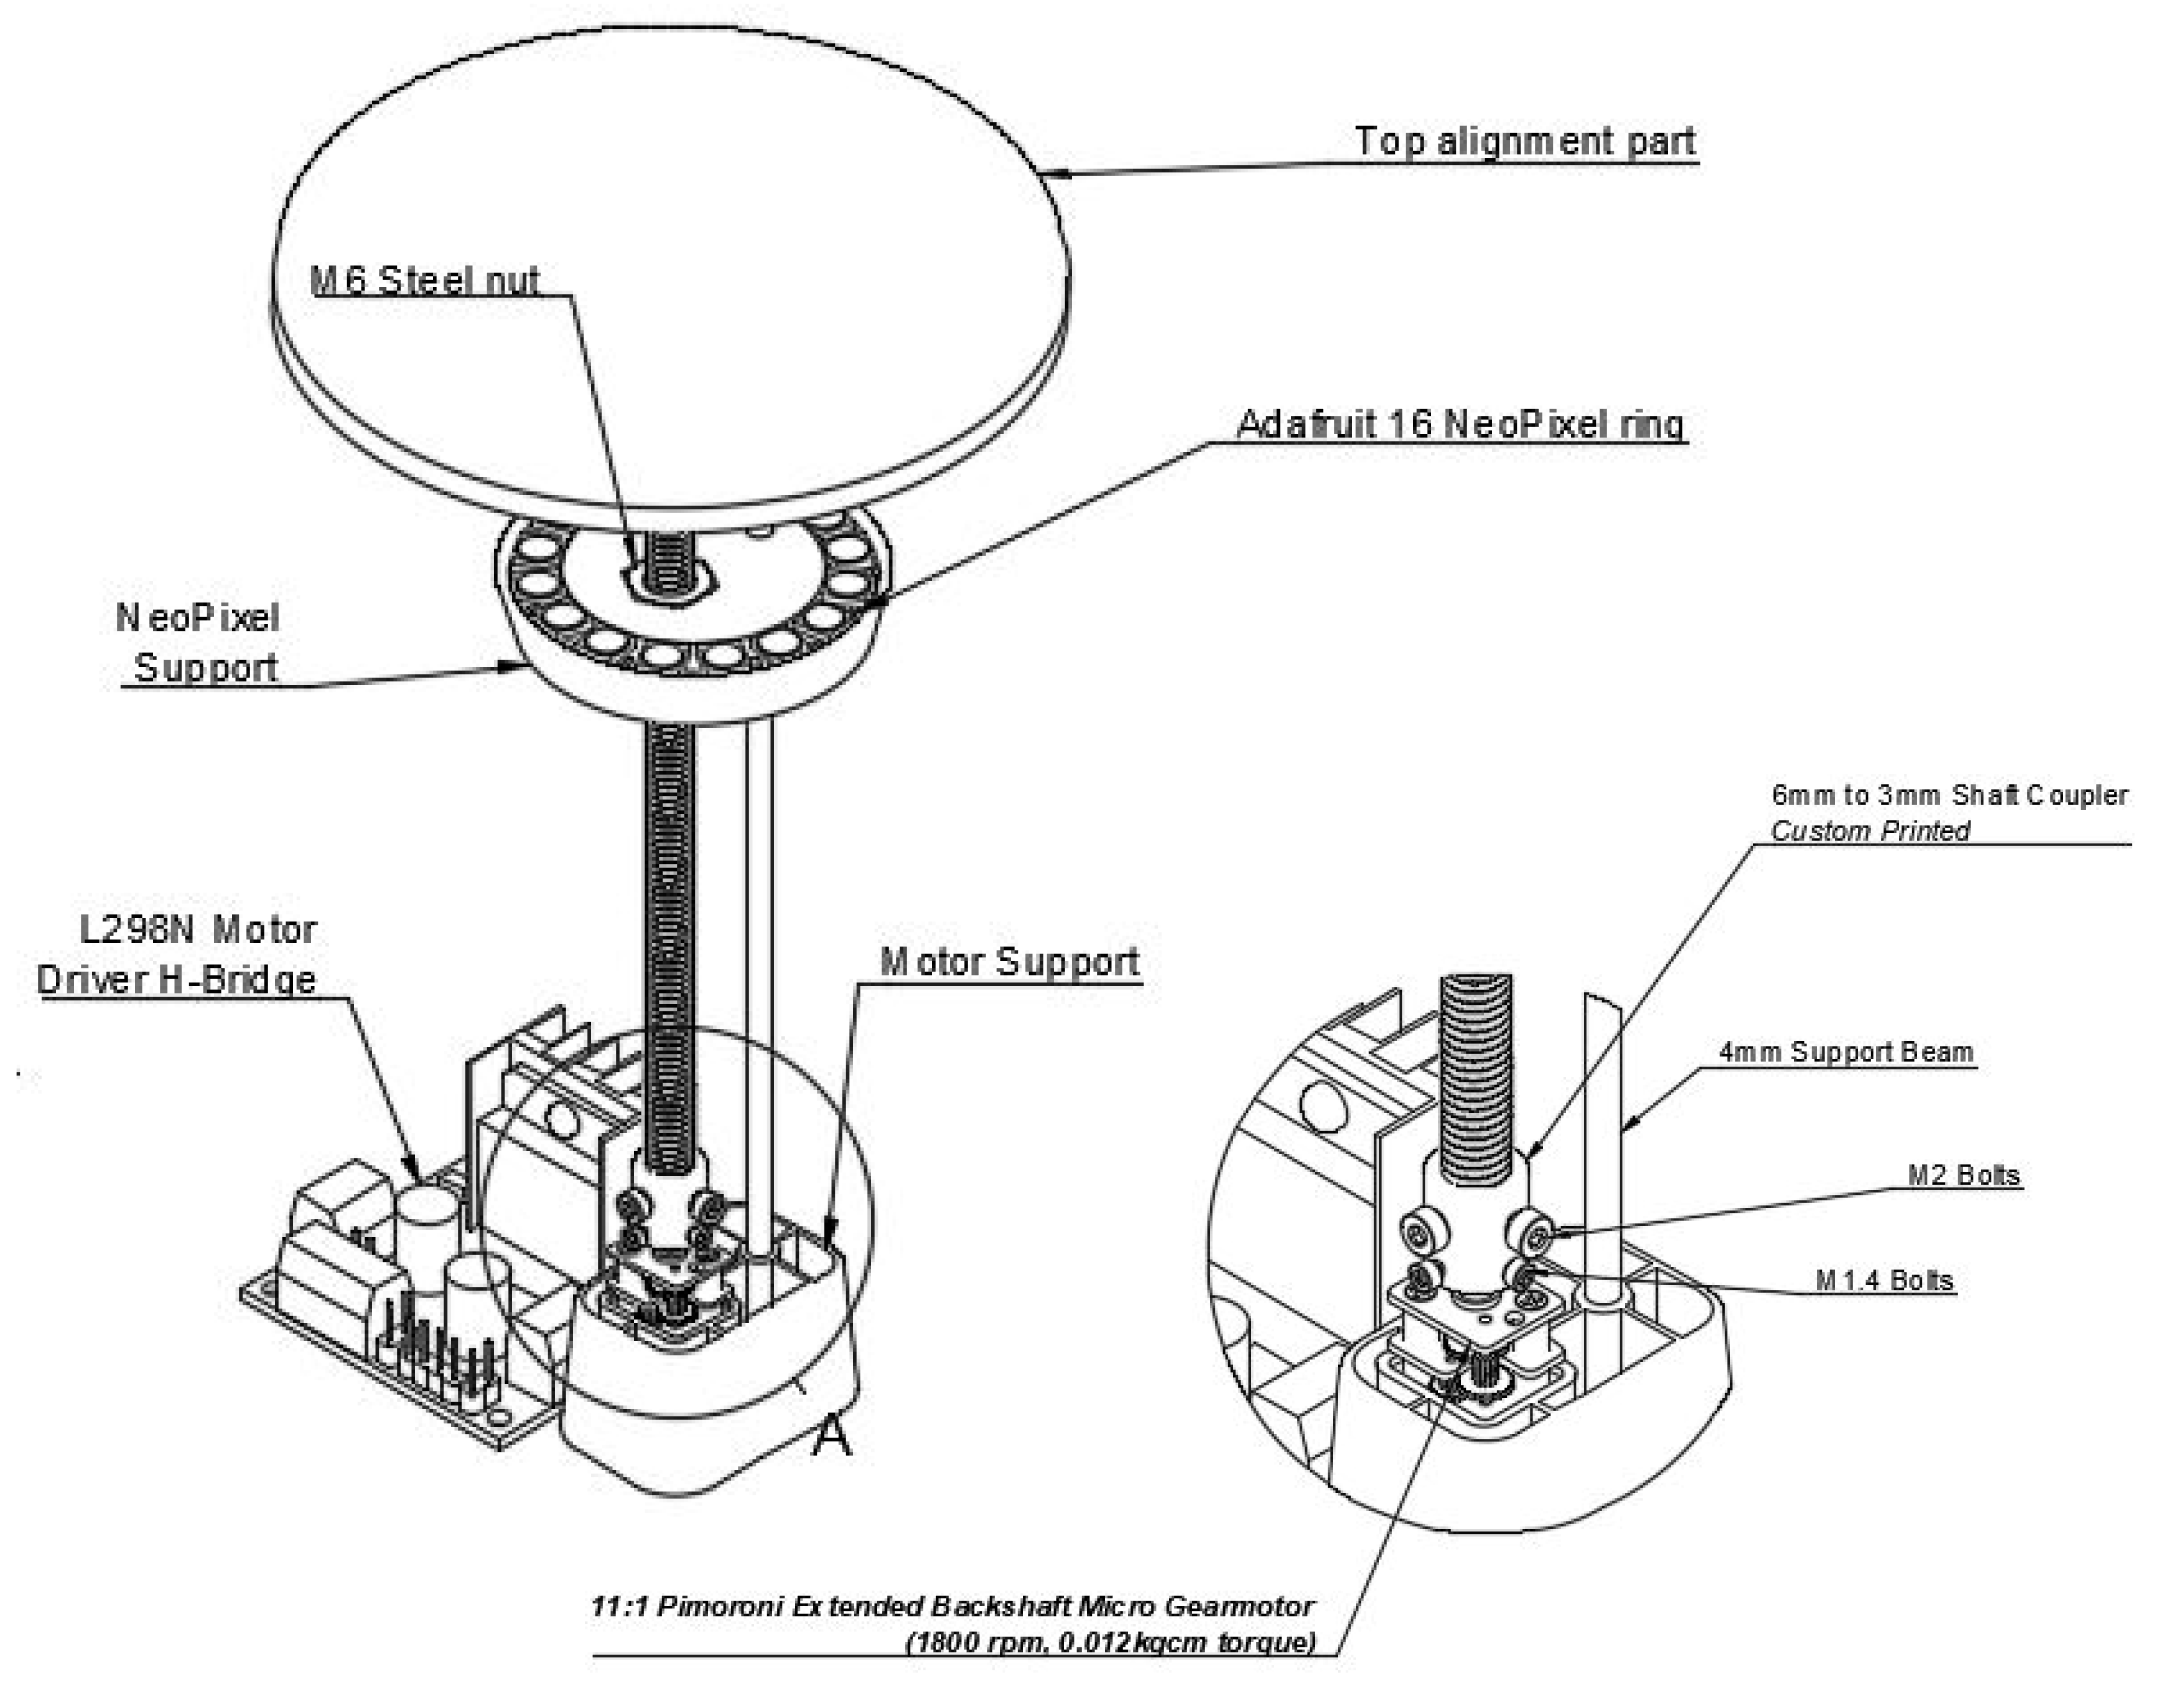 Top alignment part
M6 Steel nut
Adafruit 16 NeoPixel ring
NeoPixel
Support
6mm to 3mm Shaft Coupler
Custom Printed
L298N Motor
Driver H-Bridge
Motor Support
4mm Support Beam
M2 Bolts
M1.4 Bolts
A
11:1 Pimoroni Extended Backshaft Micro Gearmotor
(1800 rpm, 0.012kgcm torque)